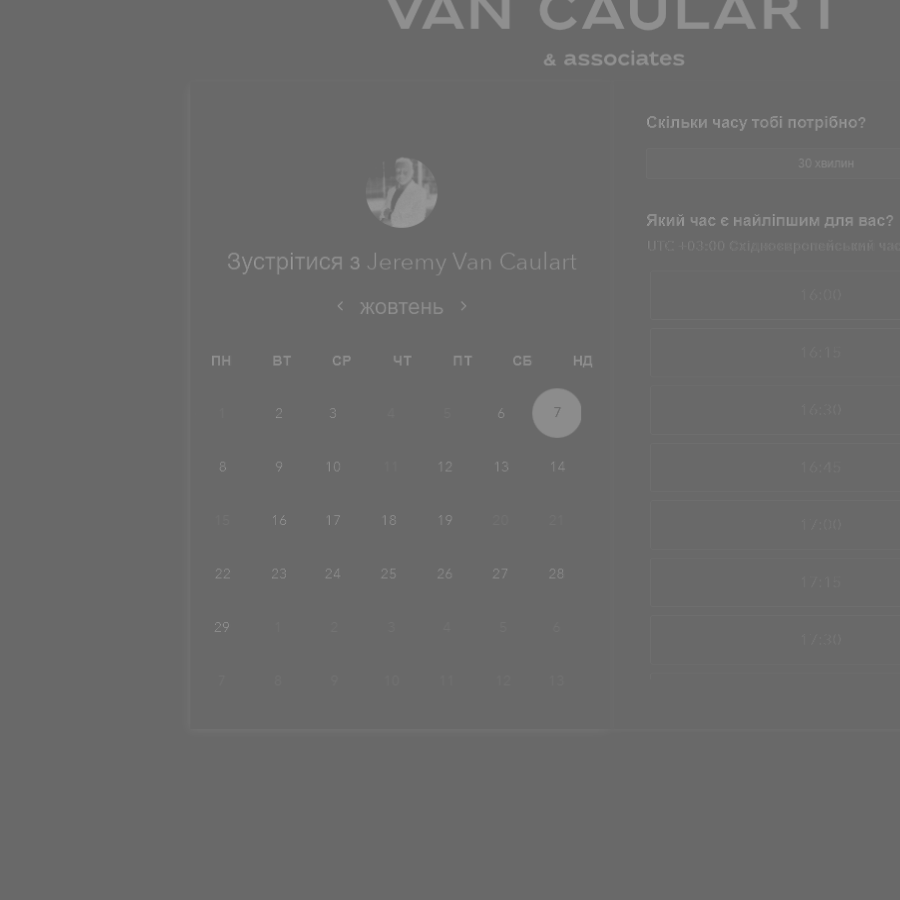 VAN CAULART
& associates
Зустрітися з Jeremy Van Caulart
жовтень
ПН ВТ СР ЧТ ПТ СБ НД
1 2 3 4 5 6 7
8 9 10 11 12 13 14
15 16 17 18 19 20 21
22 23 24 25 26 27 28
29 1 2 3 4 5 6
7 8 9 10 11 12 13
Скільки часу тобі потрібно?
30 хвилин
Який час є найліпшим для вас?
UTC +03:00 Східноєвропейський час
16:00
16:15
16:30
16:45
17:00
17:15
17:30